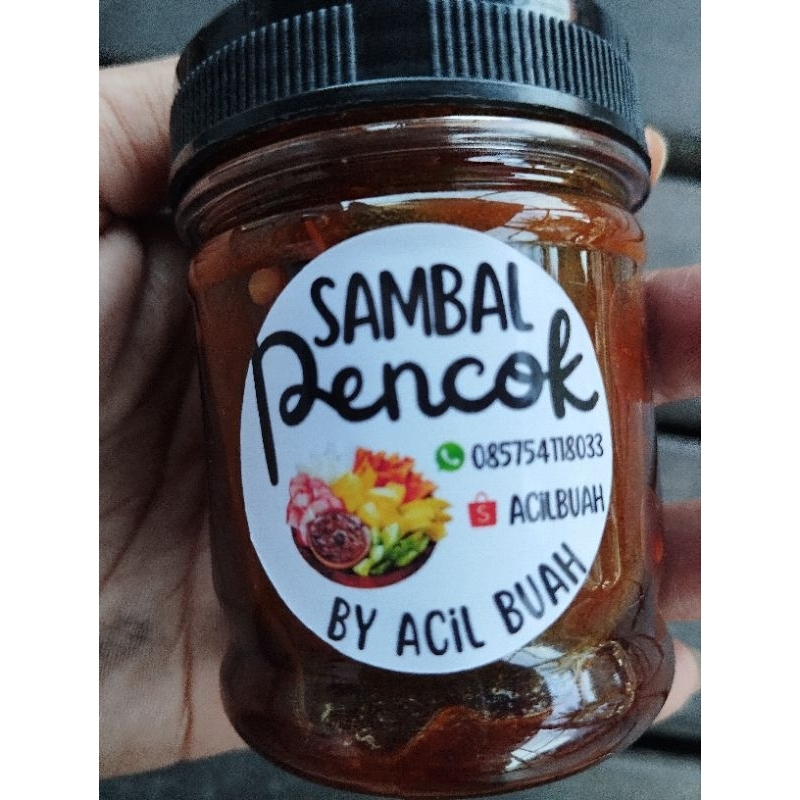 SAMBAL
Pencok
085754118033
ACiLBUAH
BY ACiL BUAH